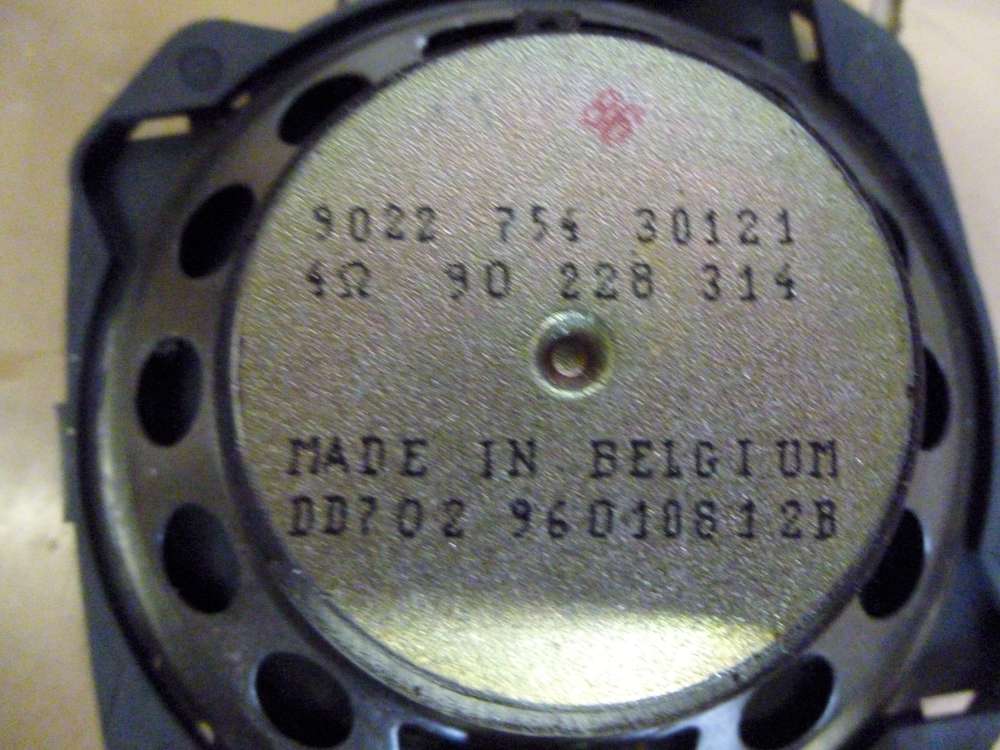 9022 754 30121
4Ω 90 228 314
MADE IN BELGIUM
DD702 96010812B